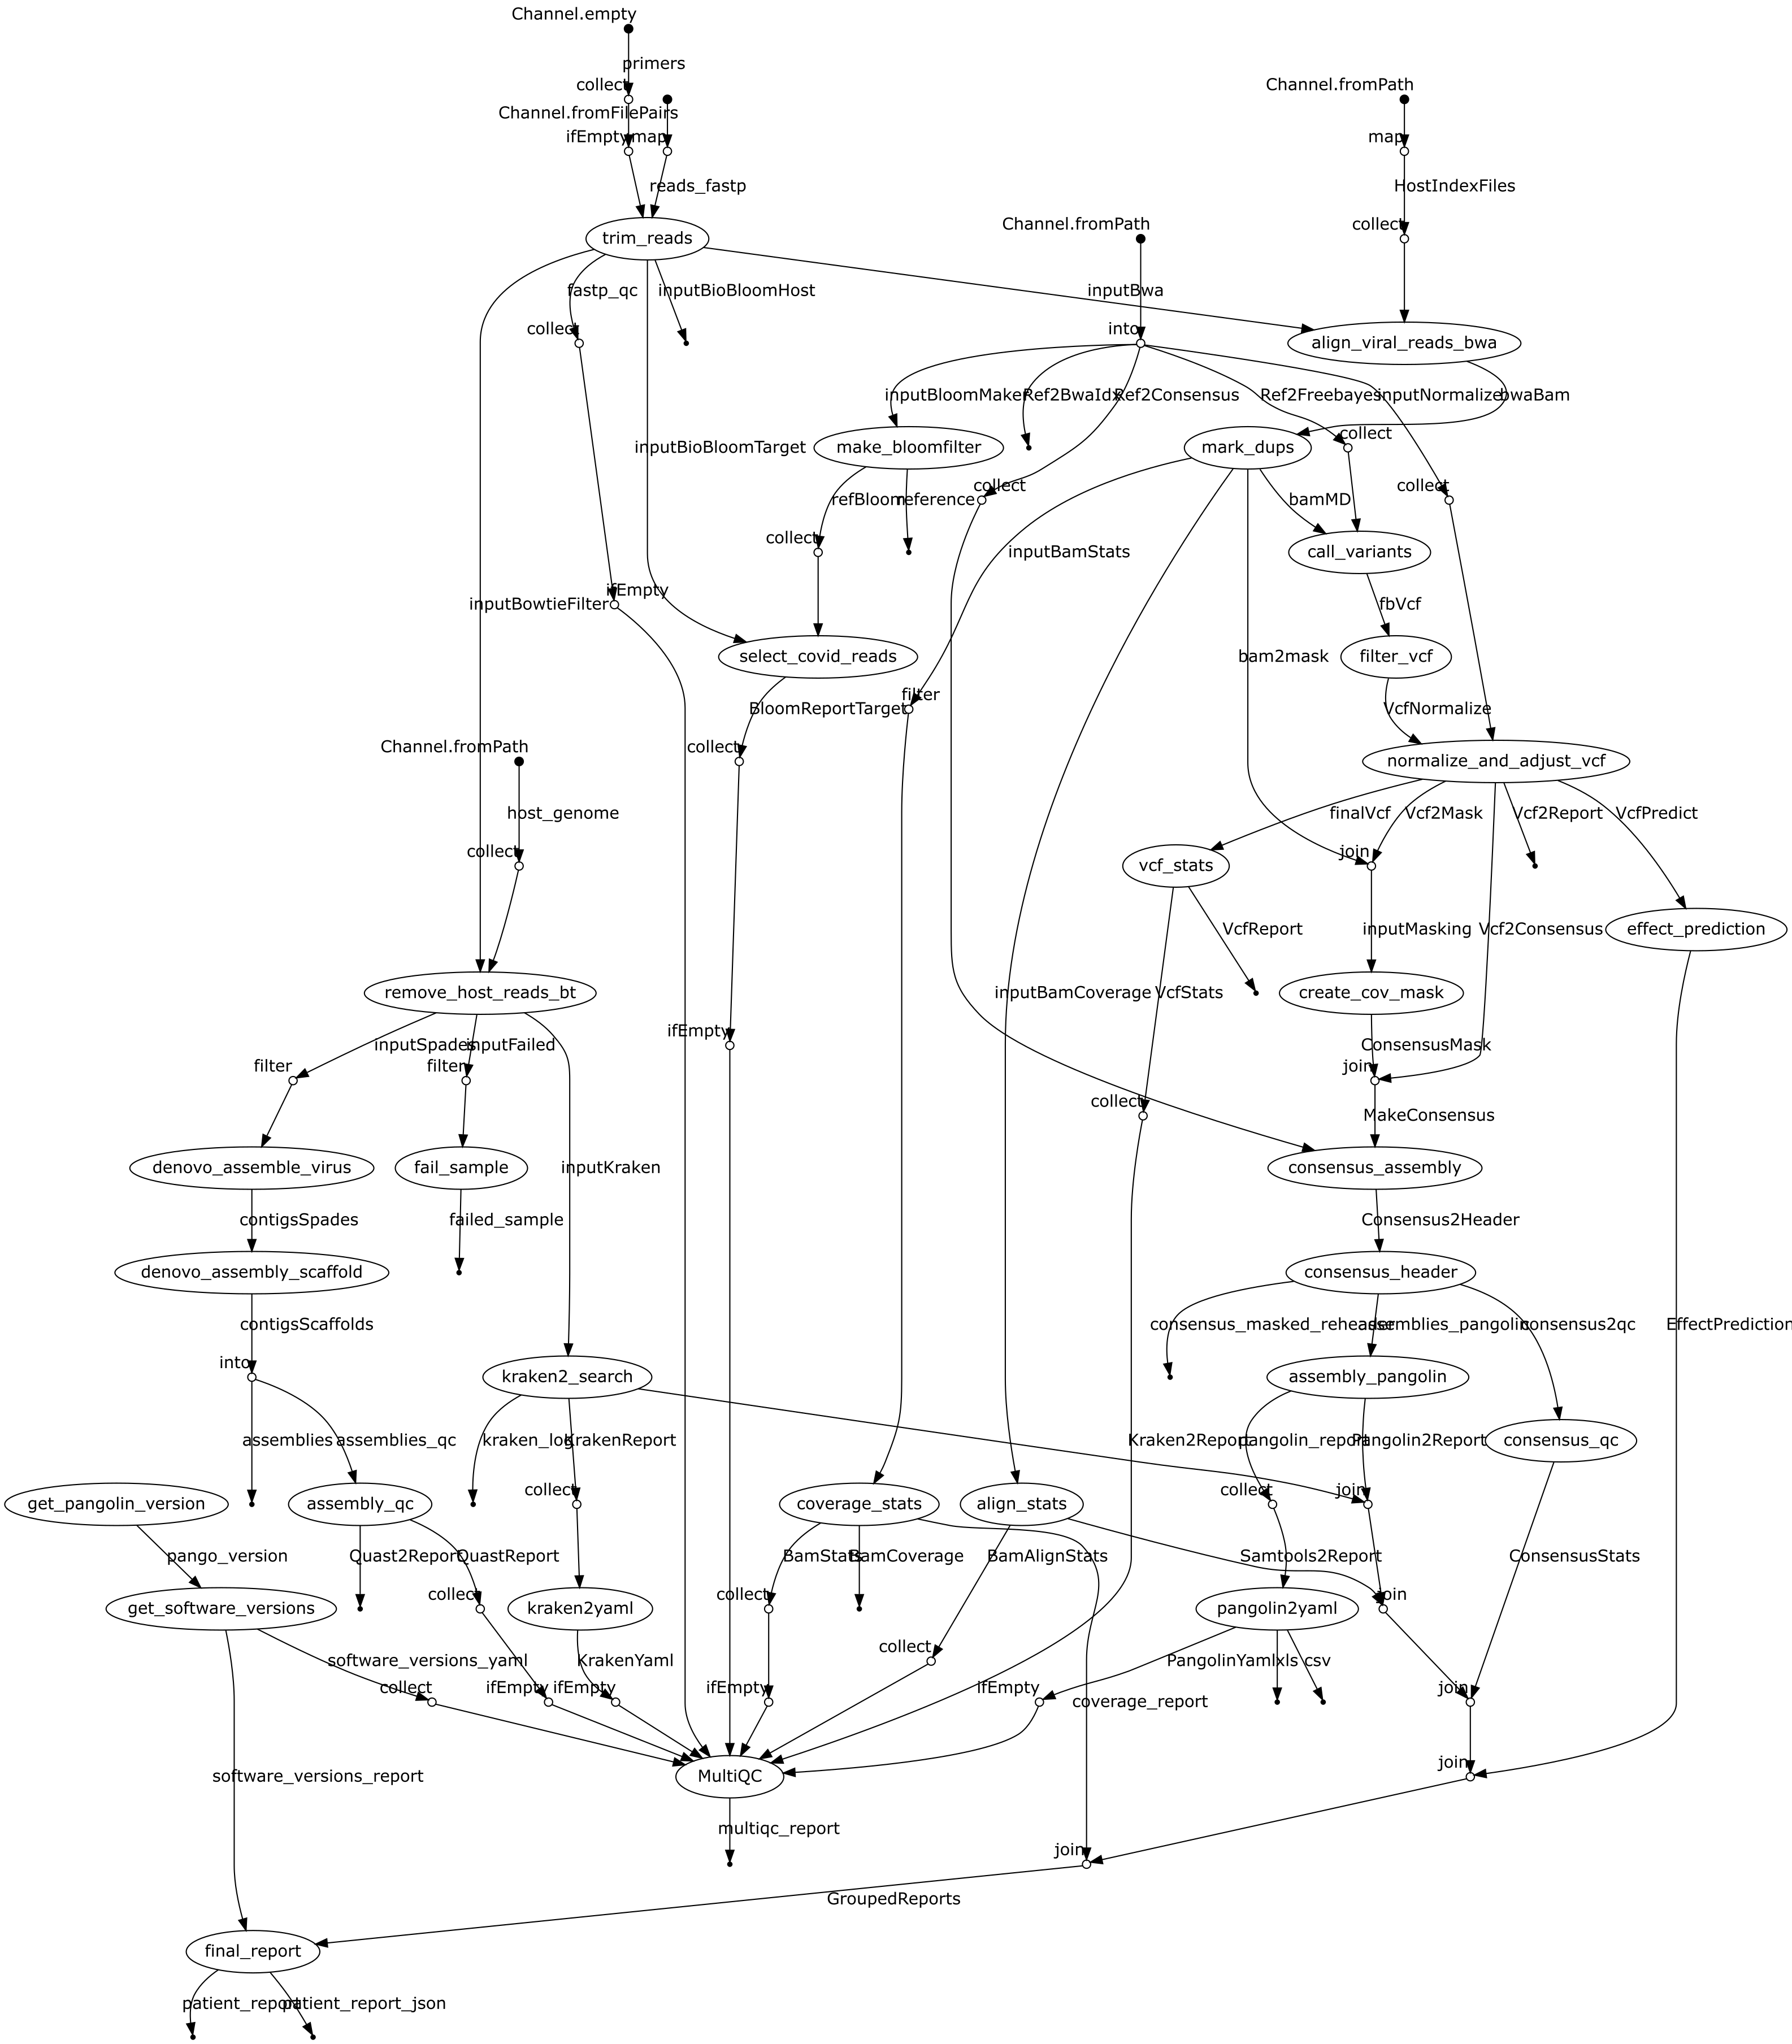 Channel.empty
primers
collect
Channel.fromPath
Channel.fromFilePairs
ifEmpty
map
map
reads_fastp
HostIndexFiles
trim_reads
Channel.fromPath
collect
fastp_qc
inputBioBloomHost
inputBwa
collect
into
align_viral_reads_bwa
inputBloomMaker
Ref2BwaIdx
Ref2Consensus
Ref2Freebayes
inputNormalize
bwaBam
inputBioBloomTarget
make_bloomfilter
mark_dups
collect
refBloom
reference
collect
bamMD
collect
collect
inputBamStats
call_variants
inputBowtieFilter
ifEmpty
fbVcf
select_covid_reads
bam2mask
filter_vcf
BloomReportTarget
filter
VcfNormalize
Channel.fromPath
collect
normalize_and_adjust_vcf
host_genome
finalVcf
Vcf2Mask
Vcf2Report
VcfPredict
collect
vcf_stats
join
VcfReport
inputMasking
Vcf2Consensus
effect_prediction
remove_host_reads_bt
inputBamCoverage
VcfStats
create_cov_mask
inputSpades
inputFailed
ifEmpty
ConsensusMask
filter
filter
join
collect
MakeConsensus
denovo_assemble_virus
fail_sample
inputKraken
consensus_assembly
contigsSpades
failed_sample
Consensus2Header
denovo_assembly_scaffold
consensus_header
contigsScaffolds
consensus_masked_reheader
assemblies_pangolin
consensus2qc
EffectPrediction
into
kraken2_search
assembly_pangolin
assemblies
assemblies_qc
kraken_log
KrakenReport
Kraken2Report
pangolin_report
Pangolin2Report
consensus_qc
get_pangolin_version
assembly_qc
collect
coverage_stats
align_stats
collect
join
pango_version
Quast2Report
QuastReport
BamStats
BamCoverage
BamAlignStats
Samtools2Report
ConsensusStats
get_software_versions
collect
kraken2yaml
collect
pangolin2yaml
join
software_versions_yaml
KrakenYaml
collect
PangolinYaml
xls
csv
collect
ifEmpty
ifEmpty
ifEmpty
ifEmpty
coverage_report
join
software_versions_report
MultiQC
join
multiqc_report
join
GroupedReports
final_report
patient_report
patient_report_json